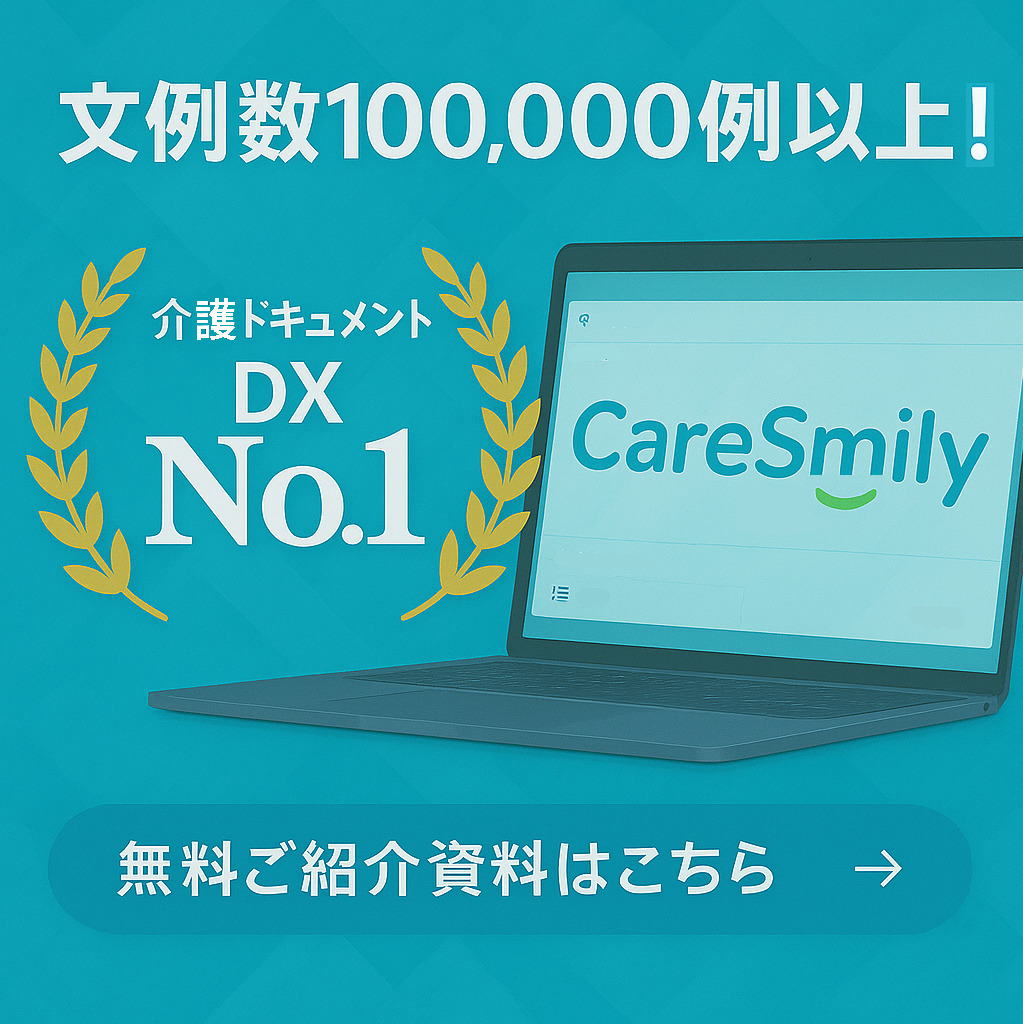 文例数100,000例以上!
介護ドキュメント
DX
No.1
CareSmily
無料ご紹介資料はこちら →